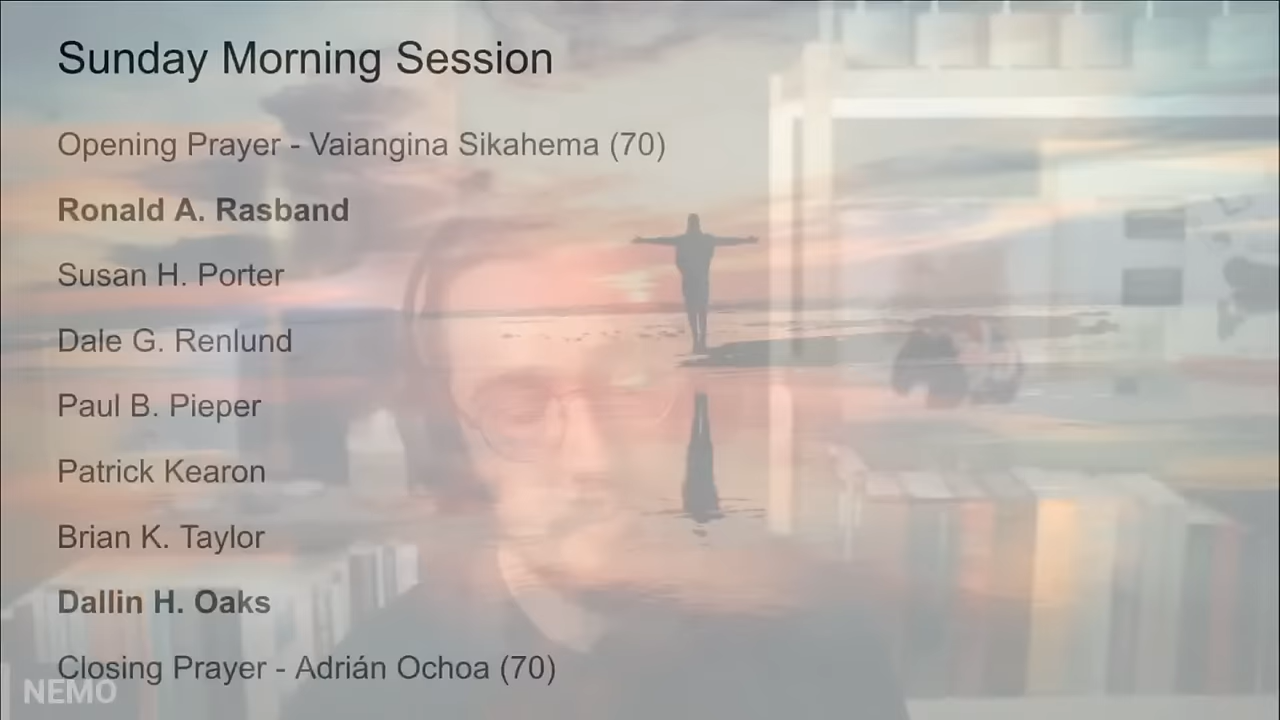 Sunday Morning Session
Opening Prayer - Vaiangina Sikahema (70)
Ronald A. Rasband
Susan H. Porter
Dale G. Renlund
Paul B. Pieper
Patrick Kearon
Brian K. Taylor
Dallin H. Oaks
Closing Prayer - Adrián Ochoa (70)
NEMO